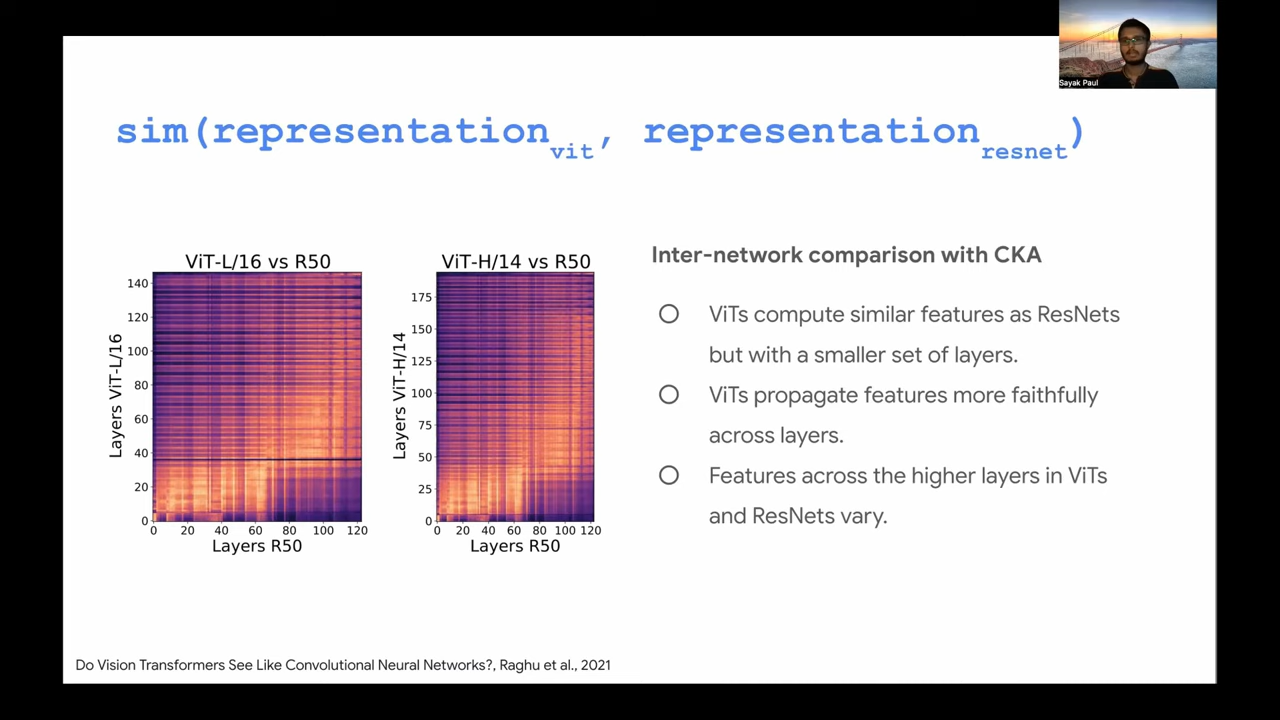 Sayak Paul
sim(representation_vit, representation_resnet)
ViT-L/16 vs R50
Layers ViT-L/16
140
120
100
80
60
40
20
0
0 20 40 60 80 100 120
Layers R50
ViT-H/14 vs R50
Layers ViT-H/14
175
150
125
100
75
50
25
0
0 20 40 60 80 100 120
Layers R50
Inter-network comparison with CKA
ViTs compute similar features as ResNets
but with a smaller set of layers.
ViTs propagate features more faithfully
across layers.
Features across the higher layers in ViTs
and ResNets vary.
Do Vision Transformers See Like Convolutional Neural Networks?, Raghu et al., 2021